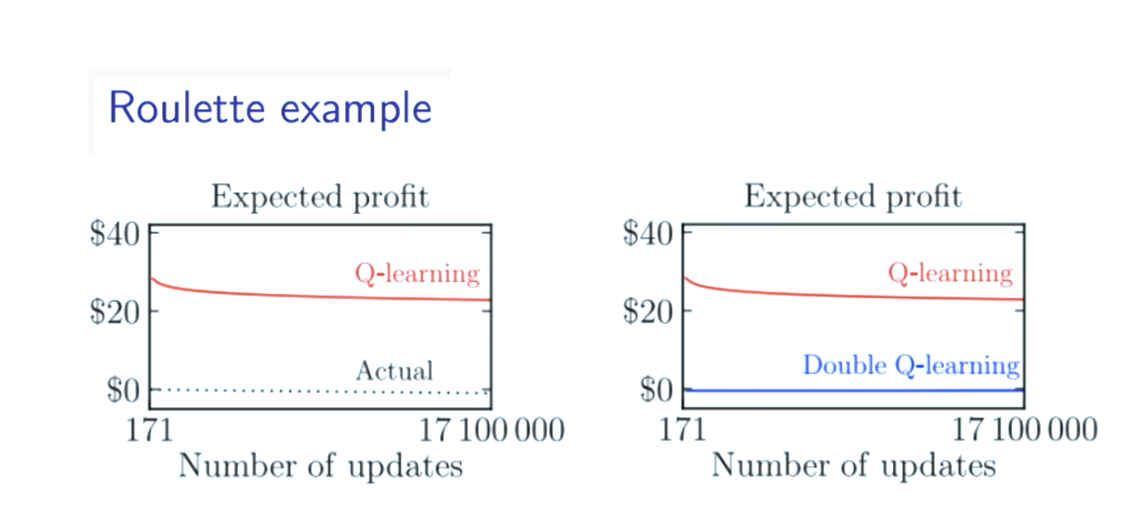 Roulette example
Expected profit
$40
Q-learning
$20
Actual
$0
171
17 100 000
Number of updates
Expected profit
$40
Q-learning
$20
Double Q-learning
$0
171
17 100 000
Number of updates